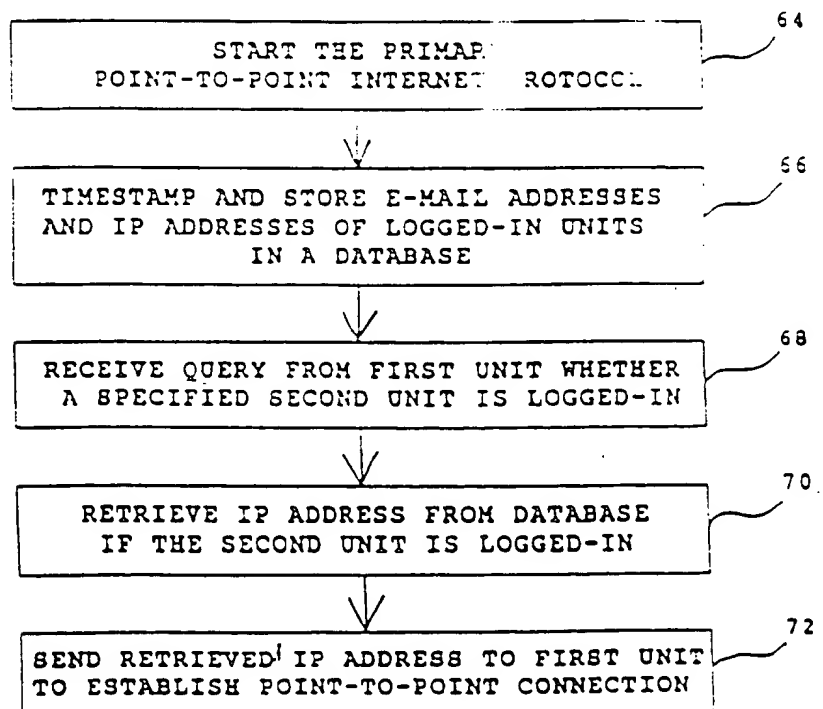 64
START THE PRIMAR
POINT-TO-POINT INTERNET ROTOCOL
66
TIMESTAMP AND STORE E-MAIL ADDRESSES
AND IP ADDRESSES OF LOGGED-IN UNITS
IN A DATABASE
68
RECEIVE QUERY FROM FIRST UNIT WHETHER
A SPECIFIED SECOND UNIT IS LOGGED-IN
70
RETRIEVE IP ADDRESS FROM DATABASE
IF THE SECOND UNIT IS LOGGED-IN
72
SEND RETRIEVED IP ADDRESS TO FIRST UNIT
TO ESTABLISH POINT-TO-POINT CONNECTION